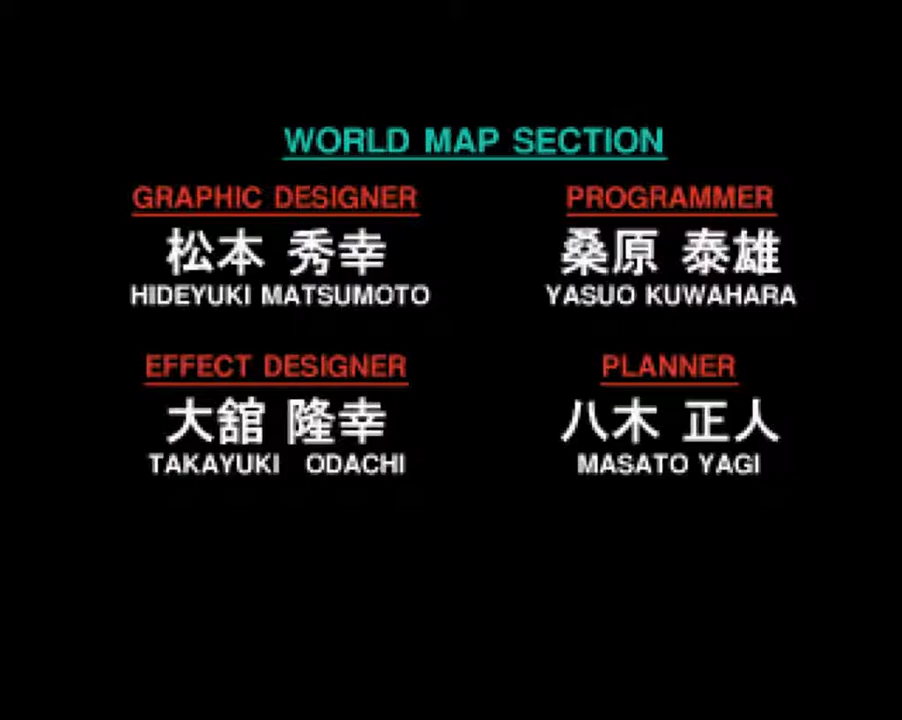 WORLD MAP SECTION
GRAPHIC DESIGNER
松本 秀幸
HIDEYUKI MATSUMOTO
PROGRAMMER
桑原 泰雄
YASUO KUWAHARA
EFFECT DESIGNER
大舘 隆幸
TAKAYUKI ODACHI
PLANNER
八木 正人
MASATO YAGI